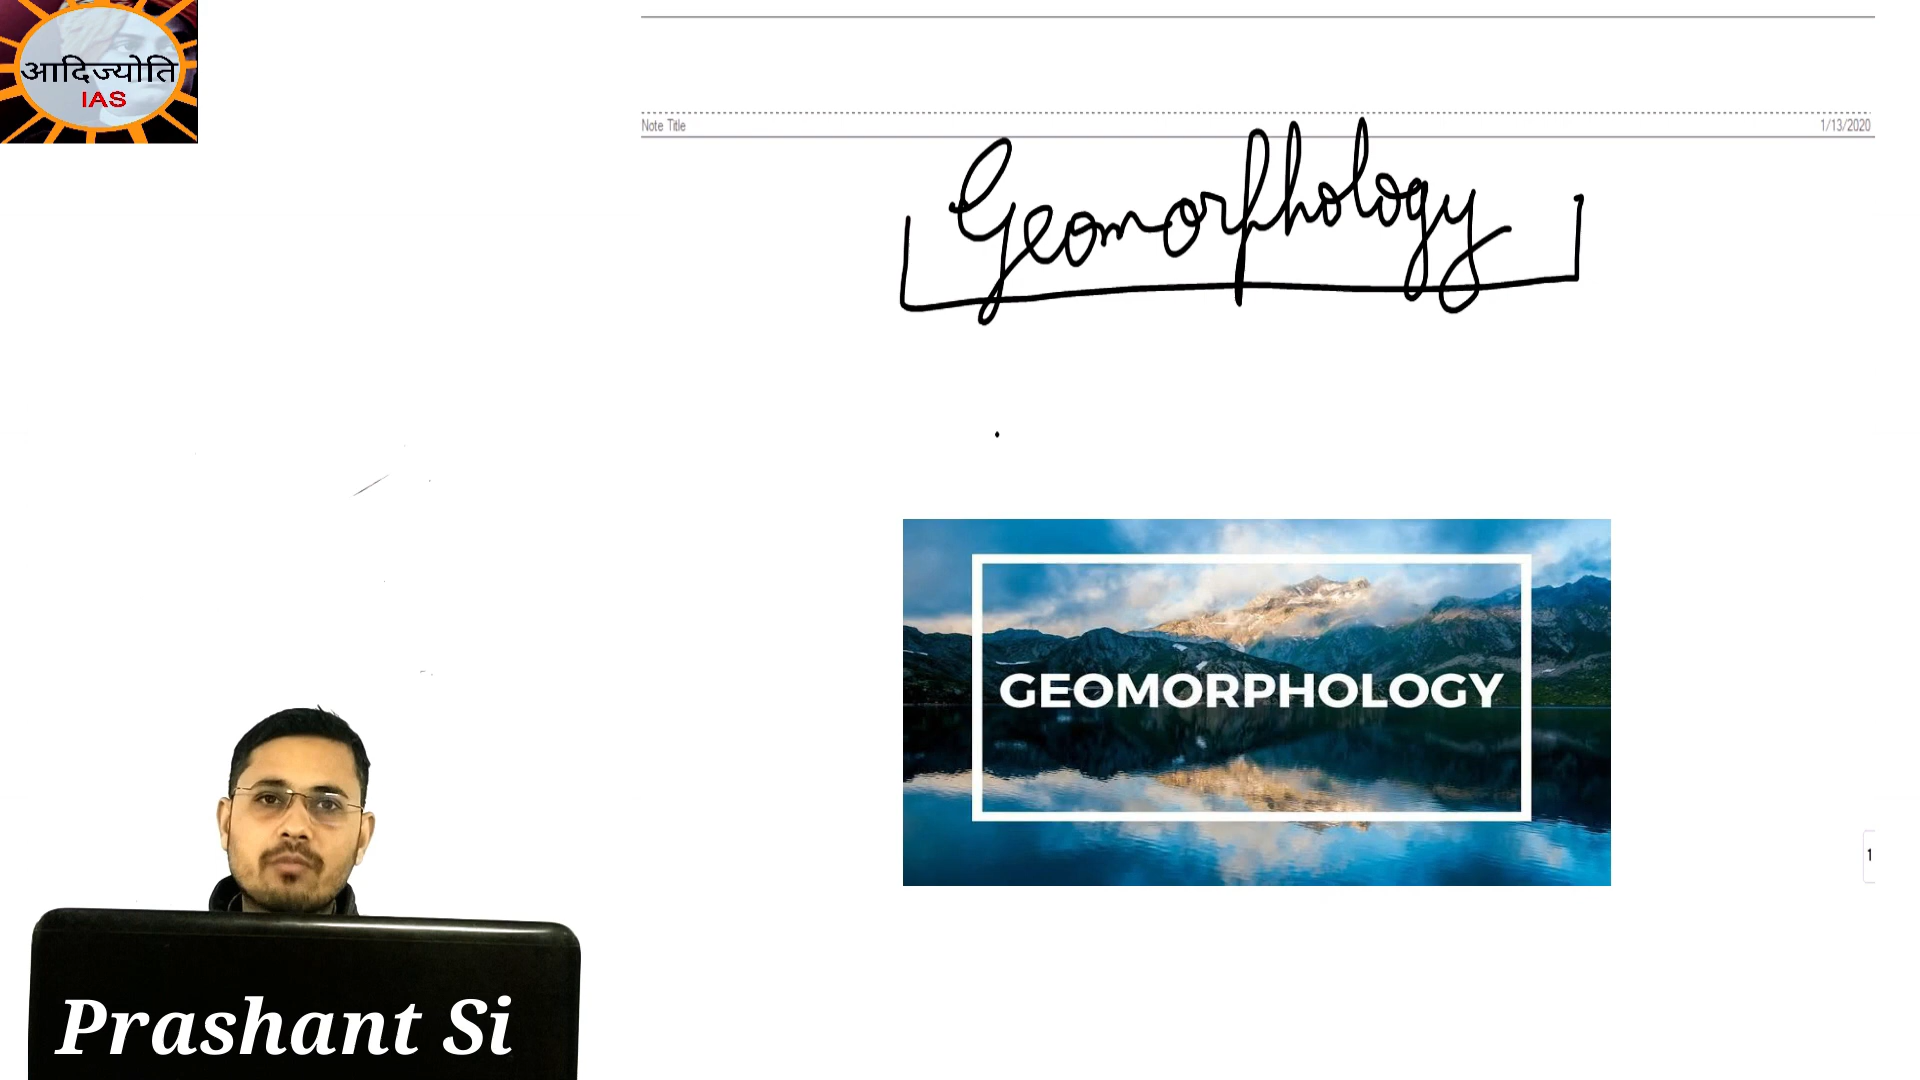 आदिज्योति
IAS
Note Title
1/13/2020
Geomorphology
GEOMORPHOLOGY
1
Prashant Si